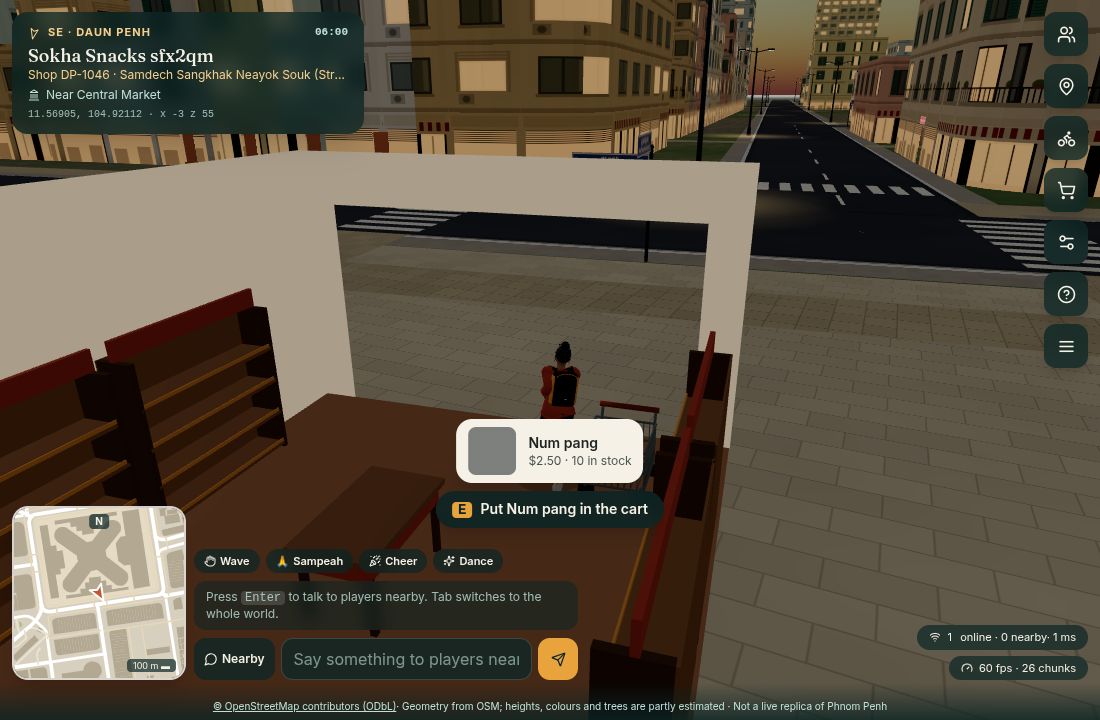 SE · DAUN PENH
06:00
Sokha Snacks sfx2qm
Shop DP-1046 · Samdech Sangkhak Neayok Souk (Str...
Near Central Market
11.56905, 104.92112 · x -3 z 55
Num pang
$2.50 · 10 in stock
E Put Num pang in the cart
N
100 m
Wave
Sampeah
Cheer
Dance
Press Enter to talk to players nearby. Tab switches to the
whole world.
Nearby
Say something to players near
1 online · 0 nearby· 1 ms
60 fps · 26 chunks
© OpenStreetMap contributors (ODbL)· Geometry from OSM; heights, colours and trees are partly estimated · Not a live replica of Phnom Penh